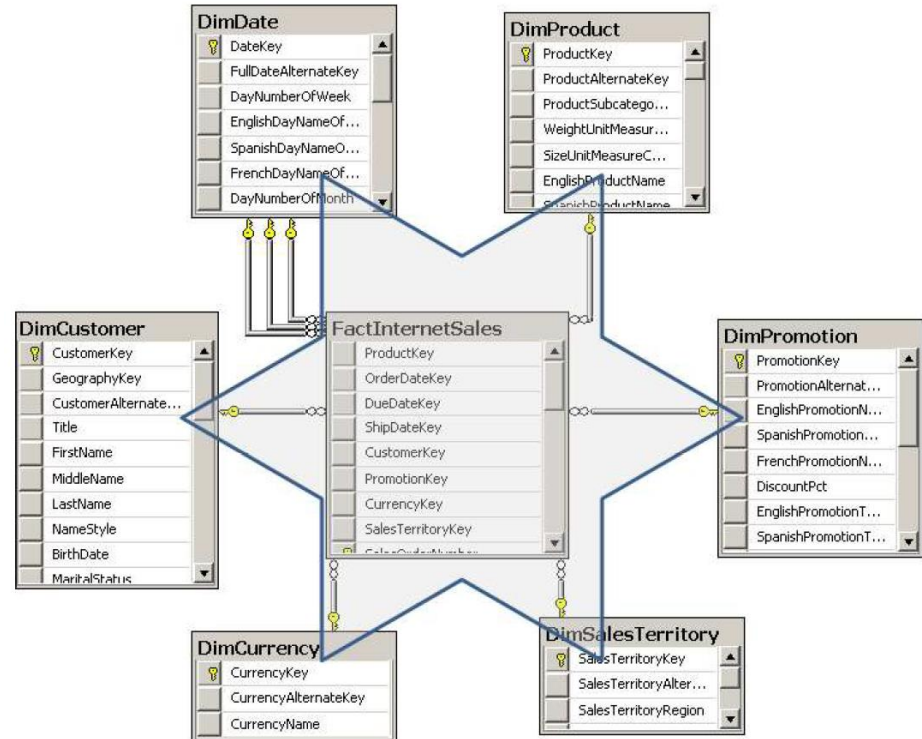 DimDate
DateKey
FullDateAlternateKey
DayNumberOfWeek
EnglishDayNameOf...
SpanishDayNameO...
FrenchDayNameOf...
DayNumberOfMonth
DimProduct
ProductKey
ProductAlternateKey
ProductSubcatego...
WeightUnitMeasur...
SizeUnitMeasureC...
EnglishProductName
SpanishProductName
DimCustomer
CustomerKey
GeographyKey
CustomerAlternate...
Title
FirstName
MiddleName
LastName
NameStyle
BirthDate
MaritalStatus
FactInternetSales
ProductKey
OrderDateKey
DueDateKey
ShipDateKey
CustomerKey
PromotionKey
CurrencyKey
SalesTerritoryKey
SalesOrderNumber
DimPromotion
PromotionKey
PromotionAlternat...
EnglishPromotionN...
SpanishPromotion...
FrenchPromotionN...
DiscountPct
EnglishPromotionT...
SpanishPromotionT...
DimCurrency
CurrencyKey
CurrencyAlternateKey
CurrencyName
DimSalesTerritory
SalesTerritoryKey
SalesTerritoryAlter...
SalesTerritoryRegion